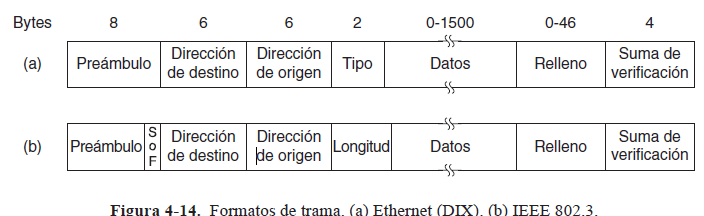 Bytes 8 6 6 2 0-1500 0-46 4
(a) Preámbulo Dirección de destino Dirección de origen Tipo Datos Relleno Suma de verificación
(b) Preámbulo SoF Dirección de destino Dirección de origen Longitud Datos Relleno Suma de verificación
Figura 4-14. Formatos de trama. (a) Ethernet (DIX). (b) IEEE 802.3.